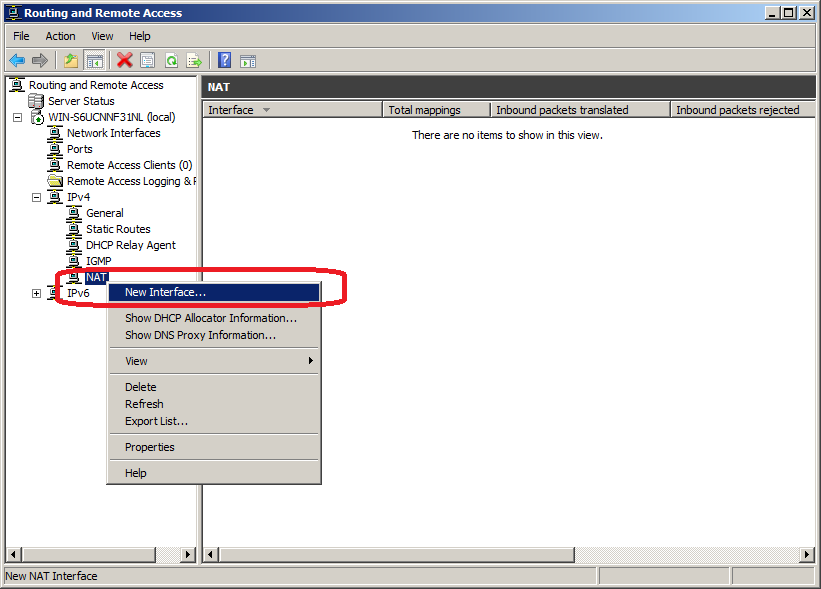 Routing and Remote Access
File Action View Help
Routing and Remote Access
Server Status
WIN-S6UCNNF31NL (local)
Network Interfaces
Ports
Remote Access Clients (0)
Remote Access Logging &
IPv4
General
Static Routes
DHCP Relay Agent
IGMP
NAT
IPv6
New Interface...
Show DHCP Allocator Information...
Show DNS Proxy Information...
View
Delete
Refresh
Export List...
Properties
Help
NAT
Interface Total mappings Inbound packets translated Inbound packets rejected
There are no items to show in this view.
New NAT Interface